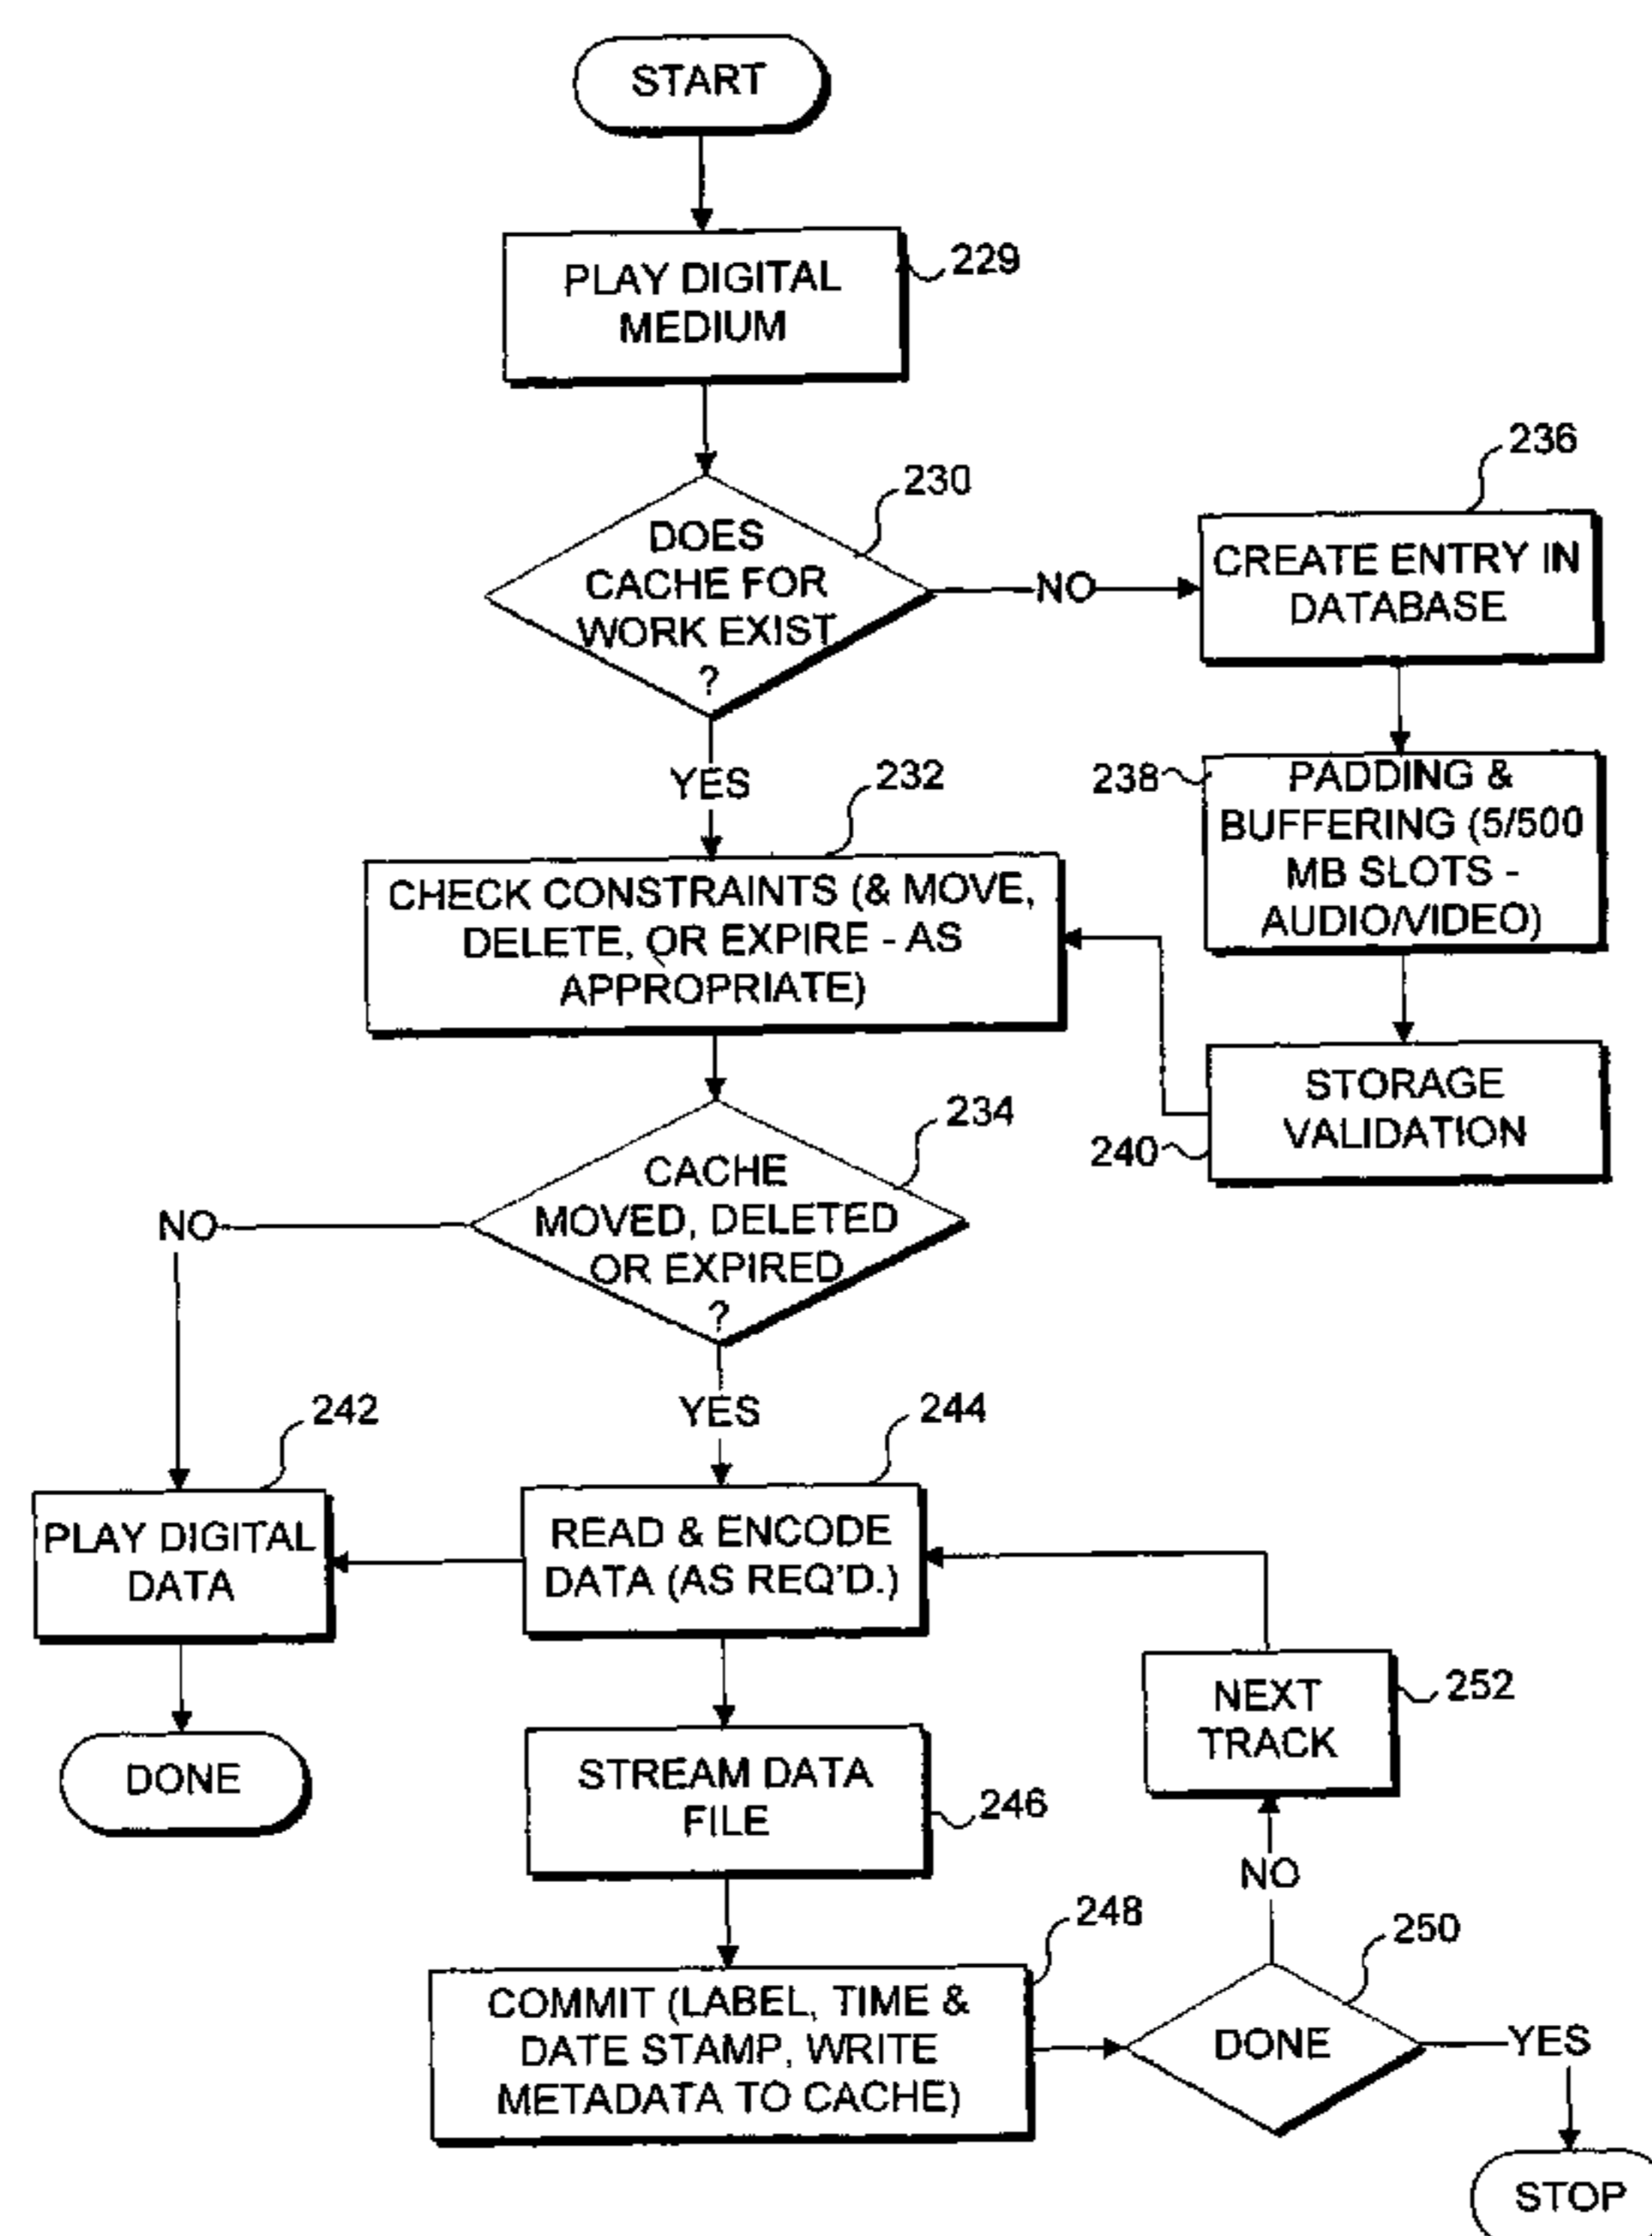 START
PLAY DIGITAL
MEDIUM
229
DOES
CACHE FOR
WORK EXIST
?
230
NO
236
CREATE ENTRY IN
DATABASE
YES
232
CHECK CONSTRAINTS (& MOVE,
DELETE, OR EXPIRE - AS
APPROPRIATE)
238
PADDING &
BUFFERING (5/500
MB SLOTS -
AUDIO/VIDEO)
240
STORAGE
VALIDATION
234
CACHE
MOVED, DELETED
OR EXPIRED
?
NO
YES
242
PLAY DIGITAL
DATA
DONE
244
READ & ENCODE
DATA (AS REQ'D.)
STREAM DATA
FILE
246
248
COMMIT (LABEL, TIME &
DATE STAMP, WRITE
METADATA TO CACHE)
250
DONE
NO
NEXT
TRACK
252
YES
STOP